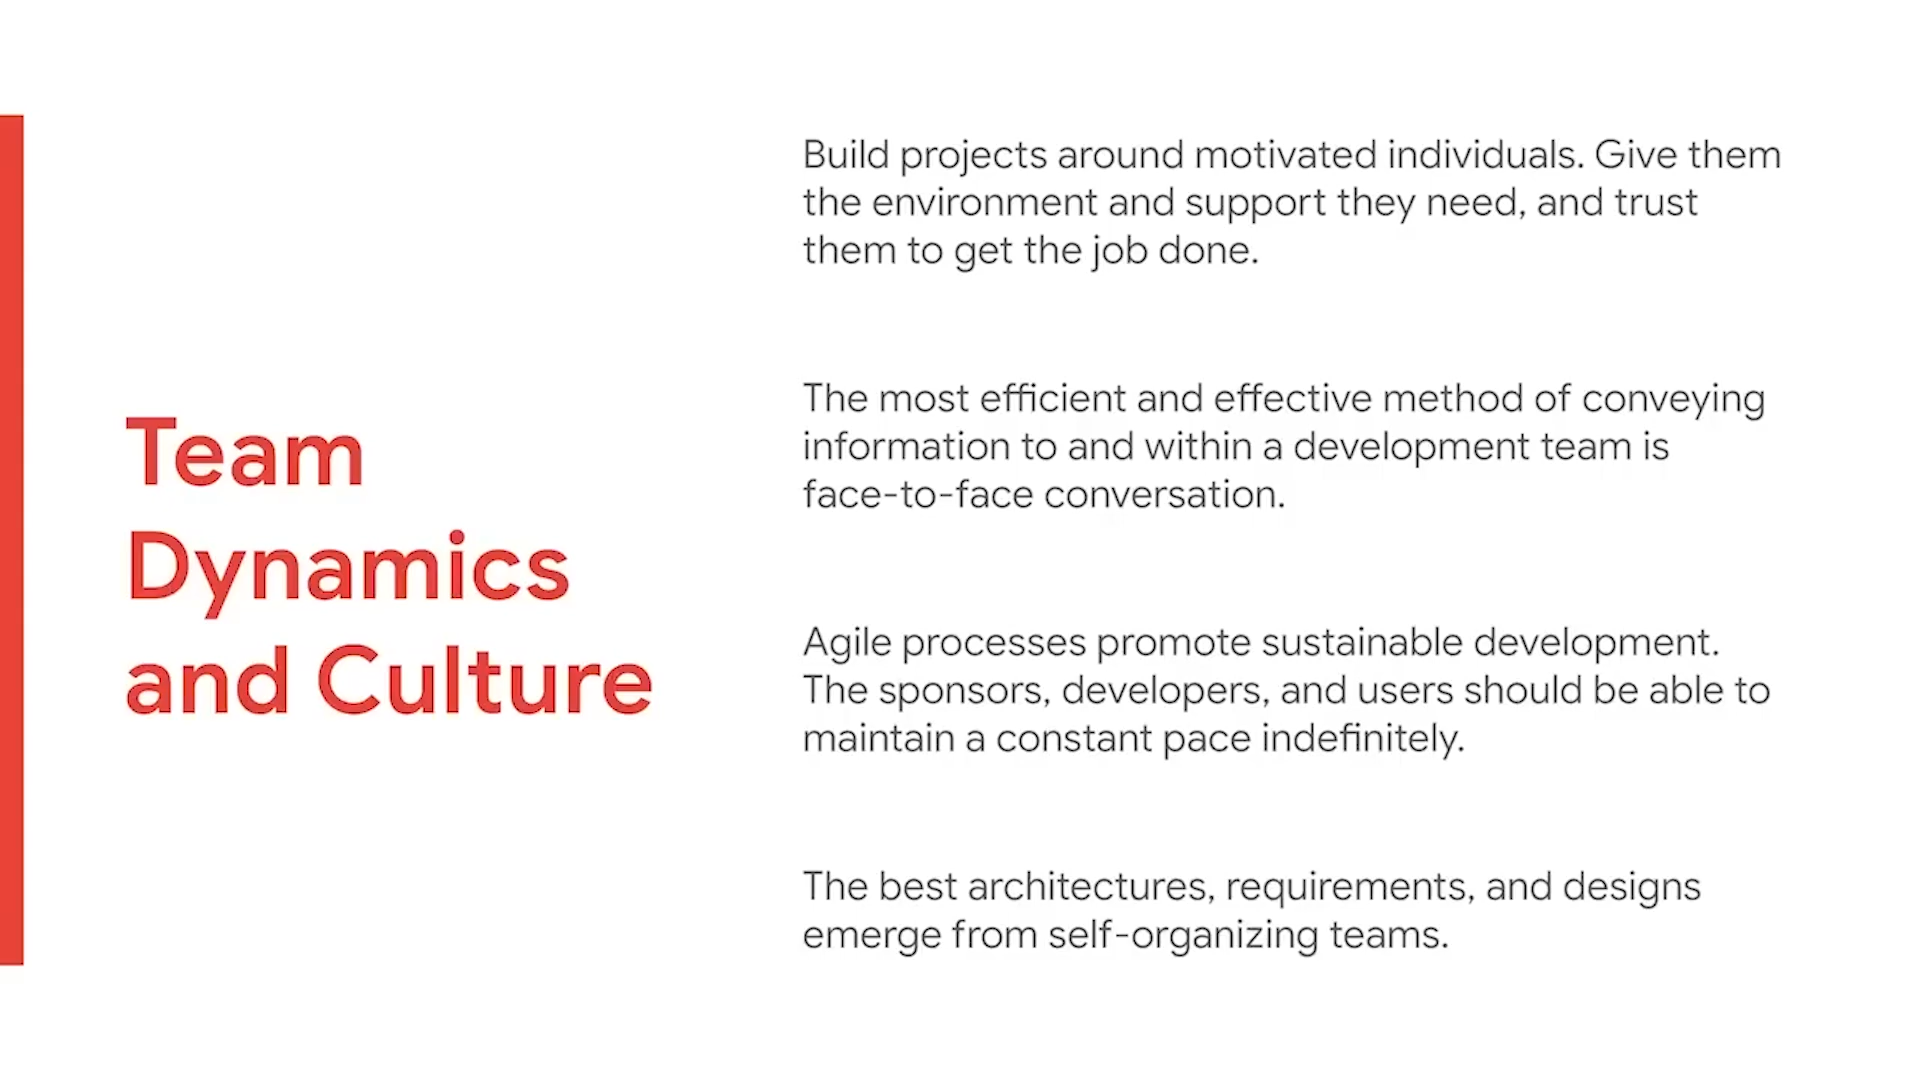 Team
Dynamics
and Culture
Build projects around motivated individuals. Give them
the environment and support they need, and trust
them to get the job done.
The most efficient and effective method of conveying
information to and within a development team is
face-to-face conversation.
Agile processes promote sustainable development.
The sponsors, developers, and users should be able to
maintain a constant pace indefinitely.
The best architectures, requirements, and designs
emerge from self-organizing teams.